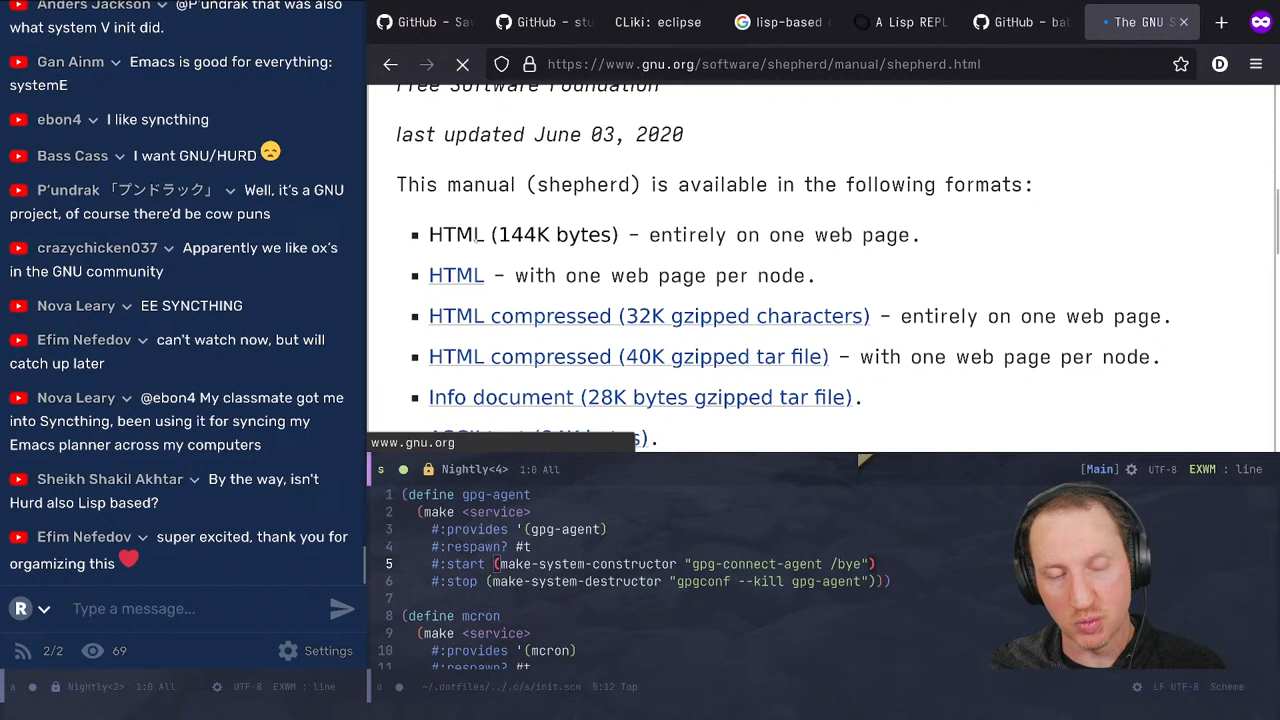 Anders Jackson @P'undrak that was also
what system V init did.
Gan Ainm Emacs is good for everything:
systemE
ebon4 I like syncthing
Bass Cass I want GNU/HURD 😞
P'undrak 「プンドラック」 Well, it's a GNU
project, of course there'd be cow puns
crazychicken037 Apparently we like ox's
in the GNU community
Nova Leary EE SYNCTHING
Efim Nefedov can't watch now, but will
catch up later
Nova Leary @ebon4 My classmate got me
into Syncthing, been using it for syncing my
Emacs planner across my computers
Sheikh Shakil Akhtar By the way, isn't
Hurd also Lisp based?
Efim Nefedov super excited, thank you for
orgamizing this ❤️
R Type a message...
2/2 69 Settings
a Nightly<2> 1:0 All UTF-8 EXWM : line
GitHub - Sav GitHub - stu CLiki: eclipse lisp-based A Lisp REPL GitHub - bab The GNU S
https://www.gnu.org/software/shepherd/manual/shepherd.html
Free Software Foundation
last updated June 03, 2020
This manual (shepherd) is available in the following formats:
▪ HTML (144K bytes) - entirely on one web page.
▪ HTML - with one web page per node.
▪ HTML compressed (32K gzipped characters) - entirely on one web page.
▪ HTML compressed (40K gzipped tar file) - with one web page per node.
▪ Info document (28K bytes gzipped tar file).
www.gnu.org
s Nightly<4> 1:0 All [Main] UTF-8 EXWM : line
1 (define gpg-agent
2 (make <service>
3 #:provides '(gpg-agent)
4 #:respawn? #t
5 #:start (make-system-constructor "gpg-connect-agent /bye")
6 #:stop (make-system-destructor "gpgconf --kill gpg-agent")))
7
8 (define mcron
9 (make <service>
10 #:provides '(mcron)
11 #:respawn? #t
d ~/.dotfiles/../.c/s/init.scm 5:12 Top LF UTF-8 Scheme